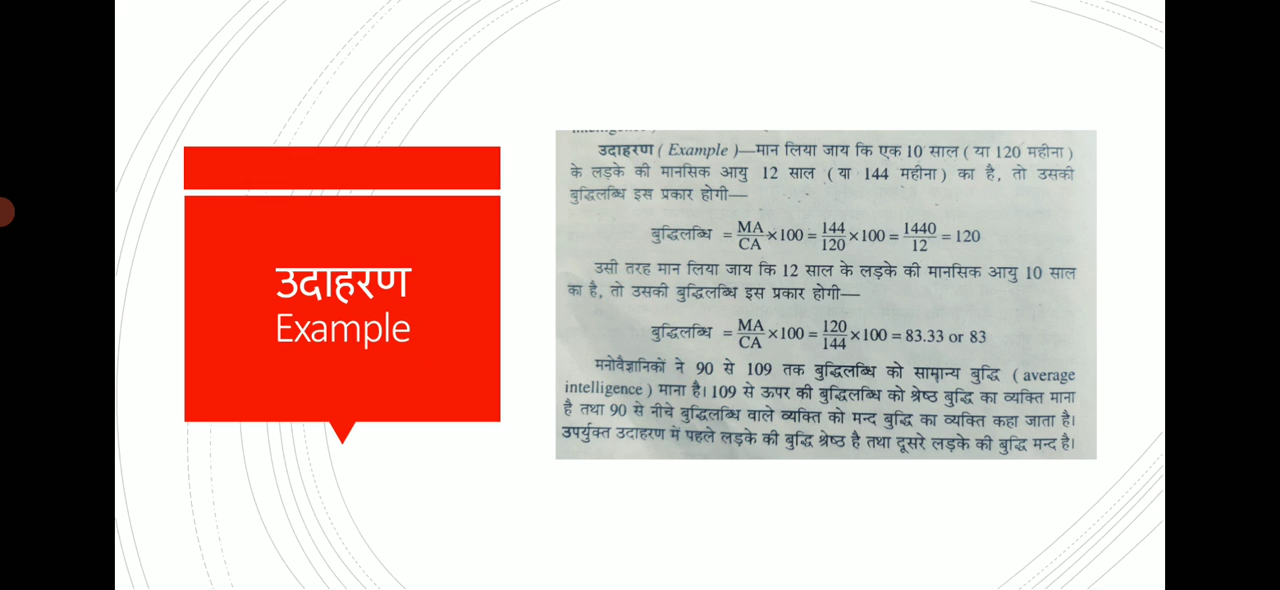 उदाहरण
Example
उदाहरण ( Example )—मान लिया जाय कि एक 10 साल ( या 120 महीना )
के लड़के की मानसिक आयु 12 साल ( या 144 महीना ) का है, तो उसकी
बुद्धिलब्धि इस प्रकार होगी—
बुद्धिलब्धि = MA/CA × 100 = 144/120 × 100 = 1440/12 = 120
उसी तरह मान लिया जाय कि 12 साल के लड़के की मानसिक आयु 10 साल
का है, तो उसकी बुद्धिलब्धि इस प्रकार होगी—
बुद्धिलब्धि = MA/CA × 100 = 120/144 × 100 = 83.33 or 83
मनोवैज्ञानिकों ने 90 से 109 तक बुद्धिलब्धि को सामान्य बुद्धि ( average
intelligence ) माना है। 109 से ऊपर की बुद्धिलब्धि को श्रेष्ठ बुद्धि का व्यक्ति माना
है तथा 90 से नीचे बुद्धिलब्धि वाले व्यक्ति को मन्द बुद्धि का व्यक्ति कहा जाता है।
उपर्युक्त उदाहरण में पहले लड़के की बुद्धि श्रेष्ठ है तथा दूसरे लड़के की बुद्धि मन्द है।